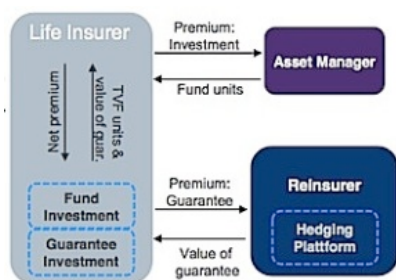 Life Insurer
Net premium
TVF units &
value of guar.
Fund
Investment
Guarantee
Investment
Premium:
Investment
Fund units
Asset Manager
Premium:
Guarantee
Value of
guarantee
Reinsurer
Hedging
Plattform